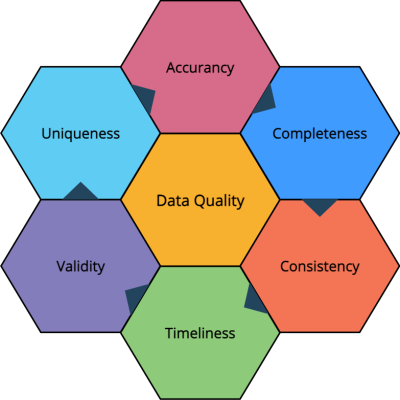 Accurancy
Uniqueness
Completeness
Data Quality
Validity
Consistency
Timeliness